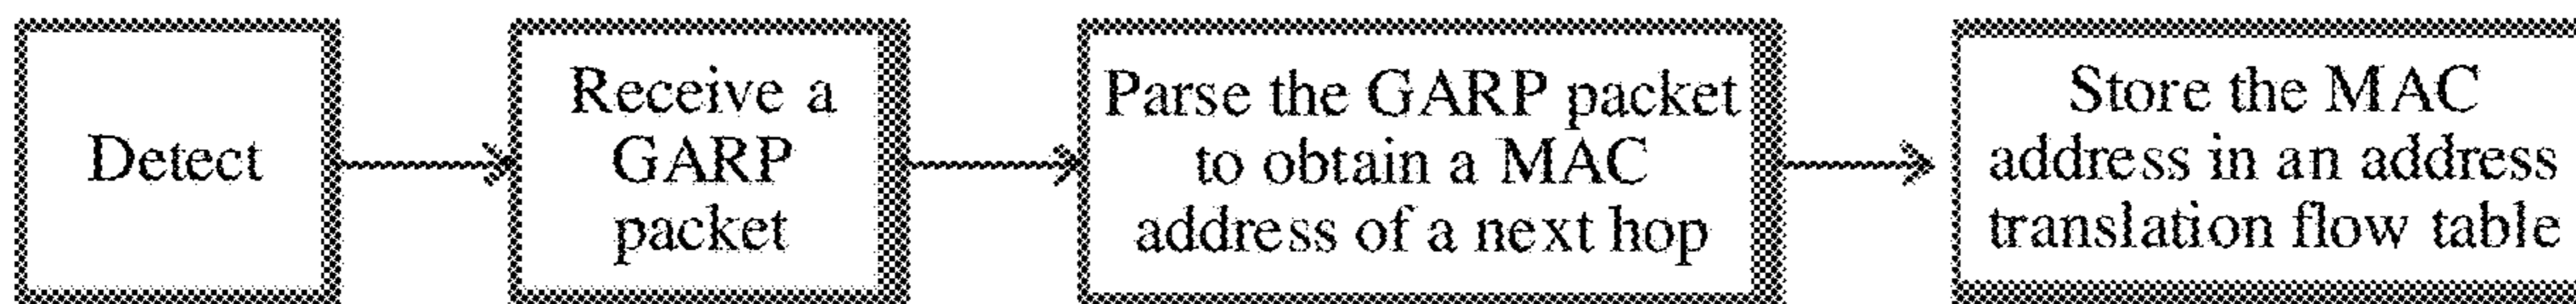 Detect
Receive a
GARP
packet
Parse the GARP packet
to obtain a MAC
address of a next hop
Store the MAC
address in an address
translation flow table